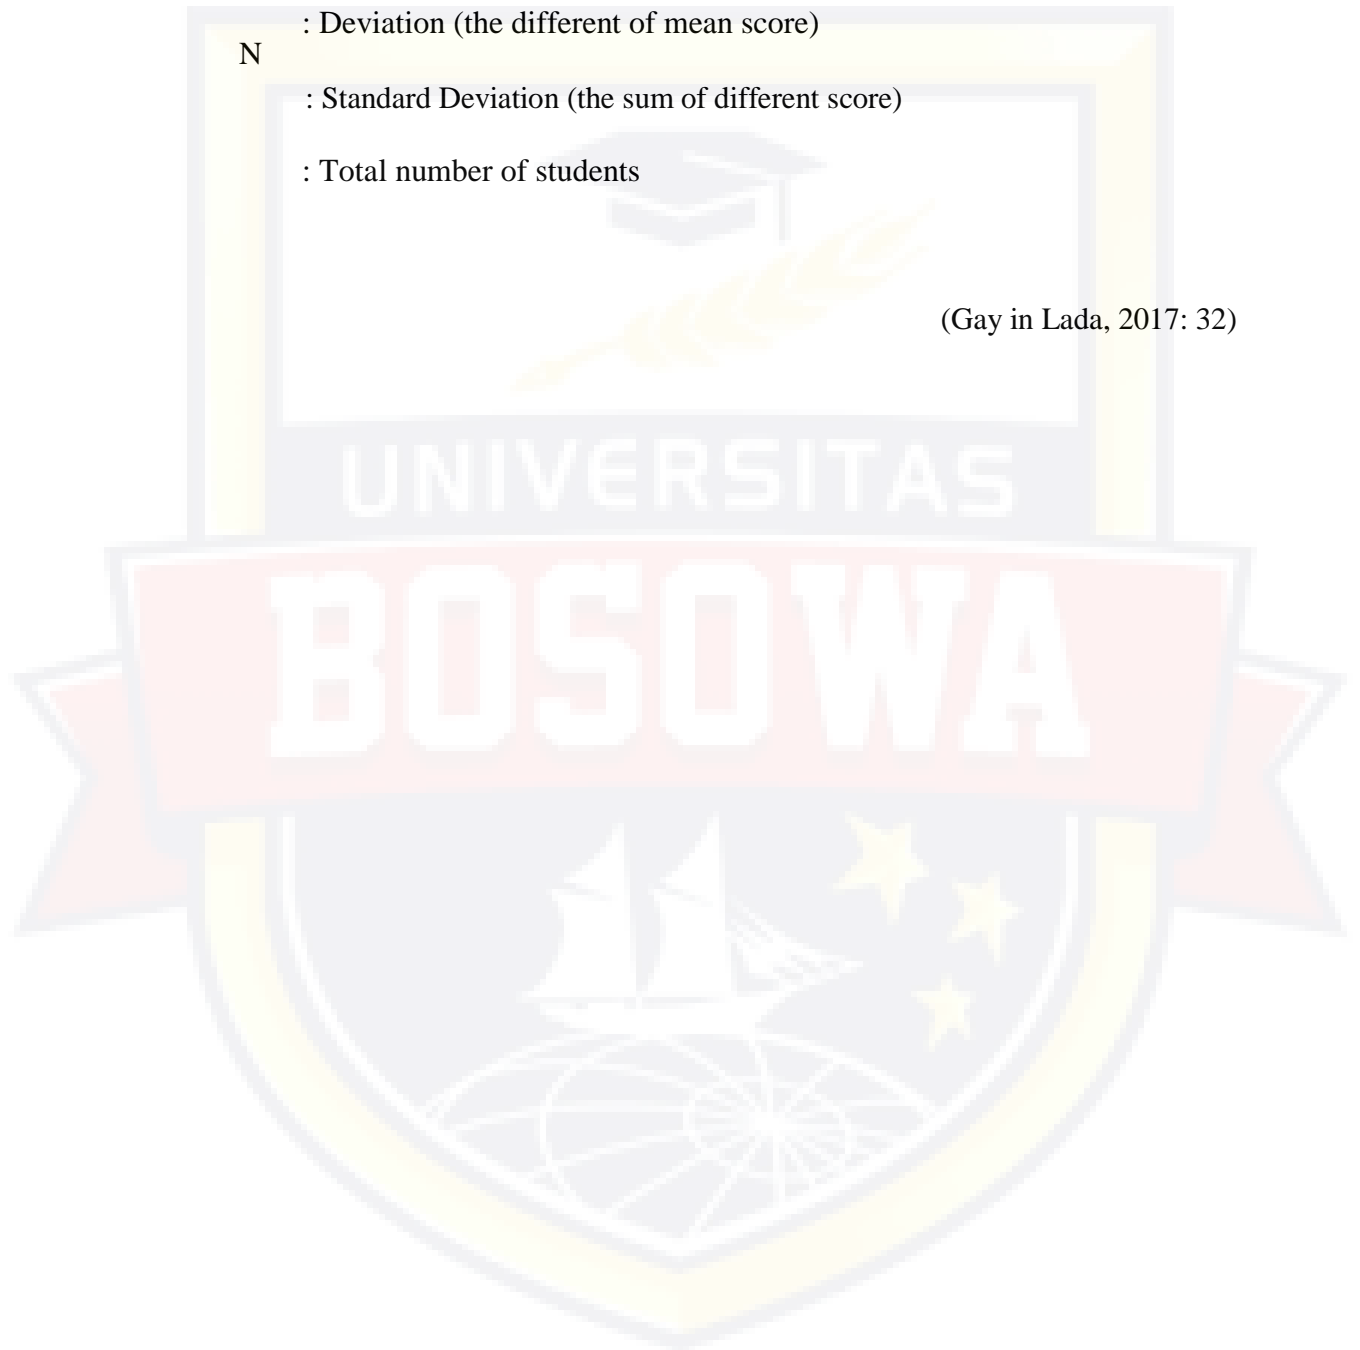 : Deviation (the different of mean score)
N
: Standard Deviation (the sum of different score)
: Total number of students
(Gay in Lada, 2017: 32)
UNIVERSITAS
BOSOWA